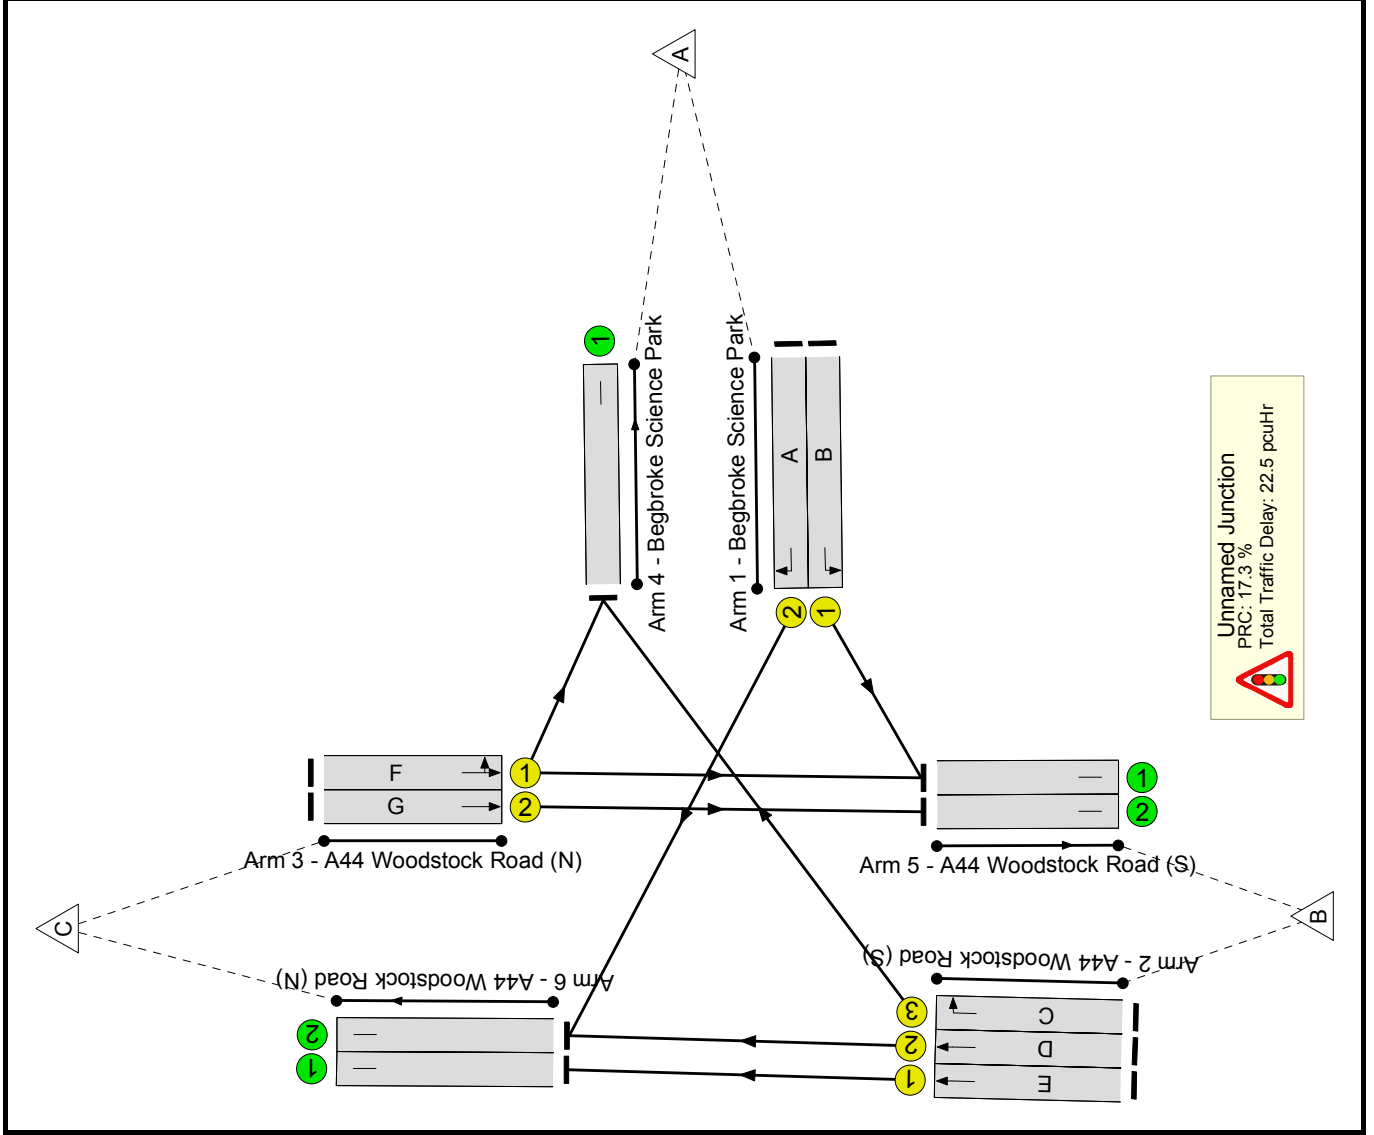 A
1
Arm 4 - Begbroke Science Park
Arm 1 - Begbroke Science Park
A
B
2
1
Unnamed Junction
PRC: 17.3 %
Total Traffic Delay: 22.5 pcuHr
F
G
1
2
Arm 3 - A44 Woodstock Road (N)
1
2
Arm 5 - A44 Woodstock Road (S)
C
B
Arm 6 - A44 Woodstock Road (N)
2
1
Arm 2 - A44 Woodstock Road (S)
3
2
1
C
D
E